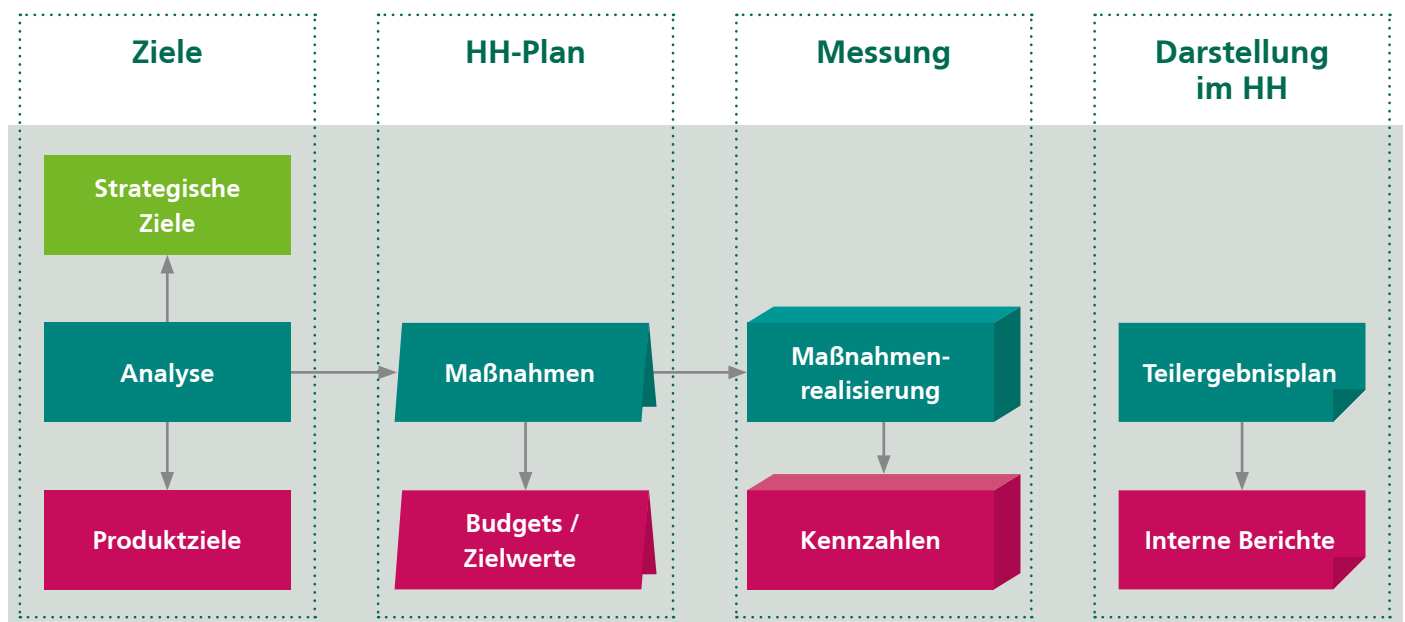 Ziele
HH-Plan
Messung
Darstellung
im HH
Strategische
Ziele
Analyse
Maßnahmen
Maßnahmen-
realisierung
Teilergebnisplan
Produktziele
Budgets /
Zielwerte
Kennzahlen
Interne Berichte